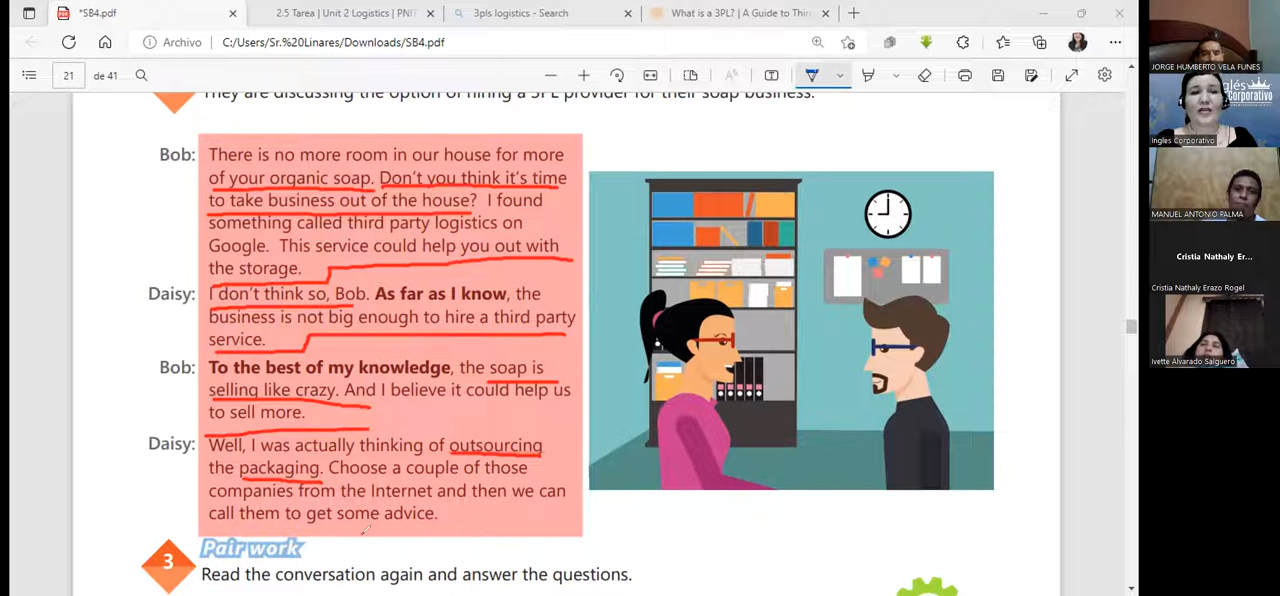 *SB4.pdf
2.5 Tarea | Unit 2 Logistics | PNI
3pls logistics - Search
What is a 3PL? | A Guide to Thir
Archivo
C:/Users/Sr.%20Linares/Downloads/SB4.pdf
21 de 41
They are discussing the option of hiring a 3PL provider for their soap business.
Bob: There is no more room in our house for more
of your organic soap. Don't you think it's time
to take business out of the house? I found
something called third party logistics on
Google. This service could help you out with
the storage.
Daisy: I don't think so, Bob. As far as I know, the
business is not big enough to hire a third party
service.
Bob: To the best of my knowledge, the soap is
selling like crazy. And I believe it could help us
to sell more.
Daisy: Well, I was actually thinking of outsourcing
the packaging. Choose a couple of those
companies from the Internet and then we can
call them to get some advice.
3
Pair work
Read the conversation again and answer the questions.
JORGE HUMBERTO VELA FUNES
Inglés
Corporativo
Ingles Corporativo
MANUEL ANTONIO PALMA
Cristia Nathaly Er...
Cristia Nathaly Erazo Rogel
Ivette Alvarado Salguero